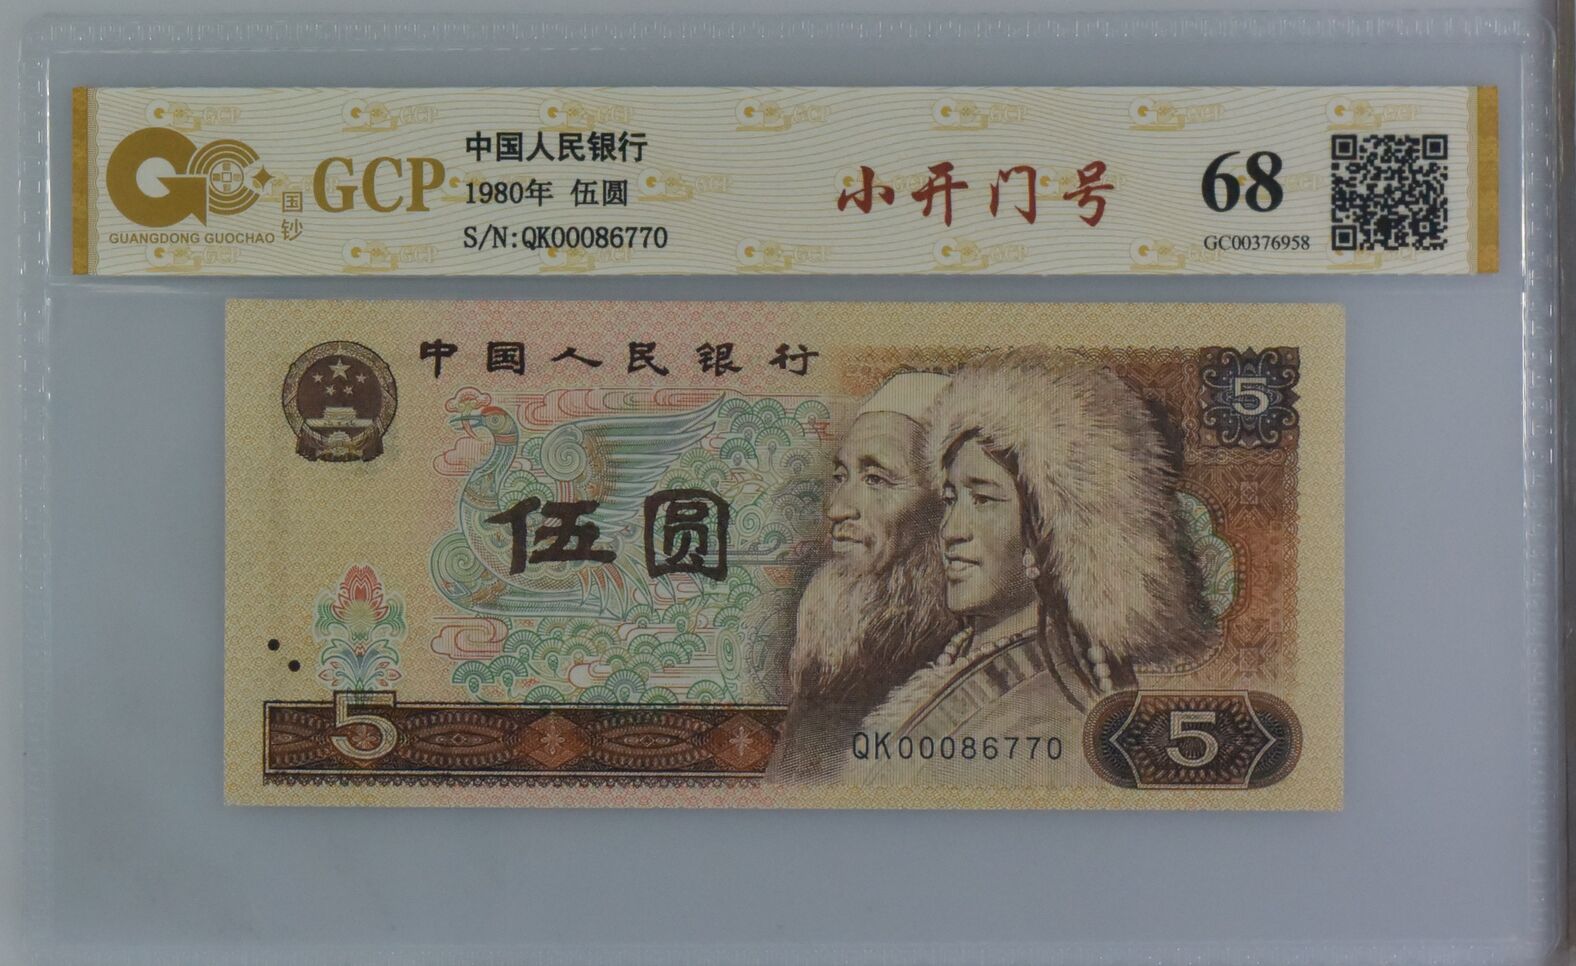 GUANGDONG GUOCHAO
国钞
GCP
中国人民银行
1980年 伍圆
S/N:QK00086770
小开门号
68
GC00376958
中国人民银行
5
伍圆
5
QK00086770
5